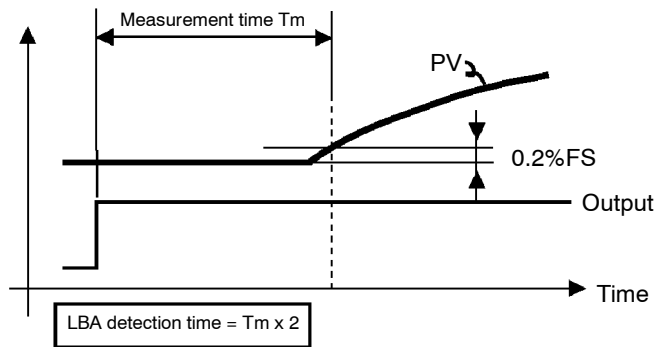 Measurement time Tm
PV
0.2%FS
Output
Time
LBA detection time = Tm x 2